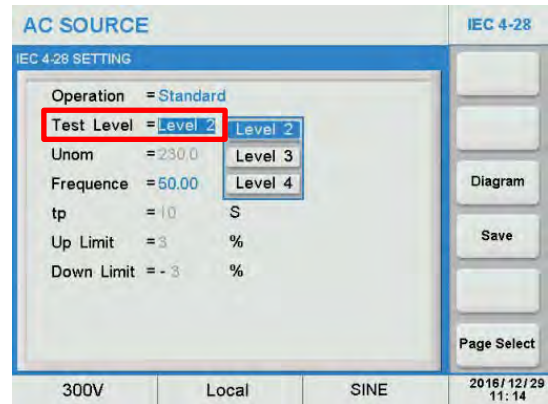 AC SOURCE
IEC 4-28
IEC 4-28 SETTING
Operation = Standard
Test Level = Level 2
Level 2
Level 3
Level 4
Unom = 230.0
Frequence = 50.00
tp = 10 S
Up Limit = 3 %
Down Limit = - 3 %
Diagram
Save
Page Select
300V
Local
SINE
2016/12/29
11:14